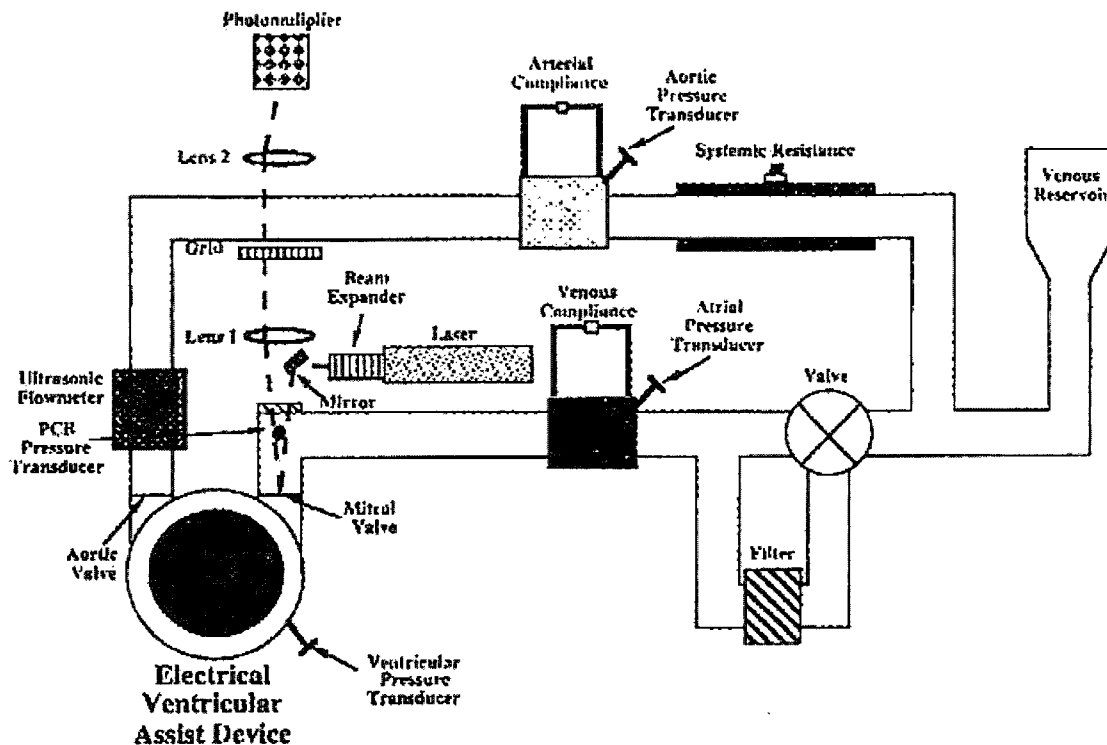 Photomultiplier
Arterial
Compliance
Aortic
Pressure
Transducer
Lens 2
Systemic Resistance
Venous
Reservoir
Grid
Beam
Expander
Venous
Compliance
Atrial
Pressure
Transducer
Lens 1
Laser
Ultrasonic
Flowmeter
Mirror
Valve
PCB
Pressure
Transducer
Mitral
Valve
Aortic
Valve
Filter
Electrical
Ventricular
Assist Device
Ventricular
Pressure
Transducer